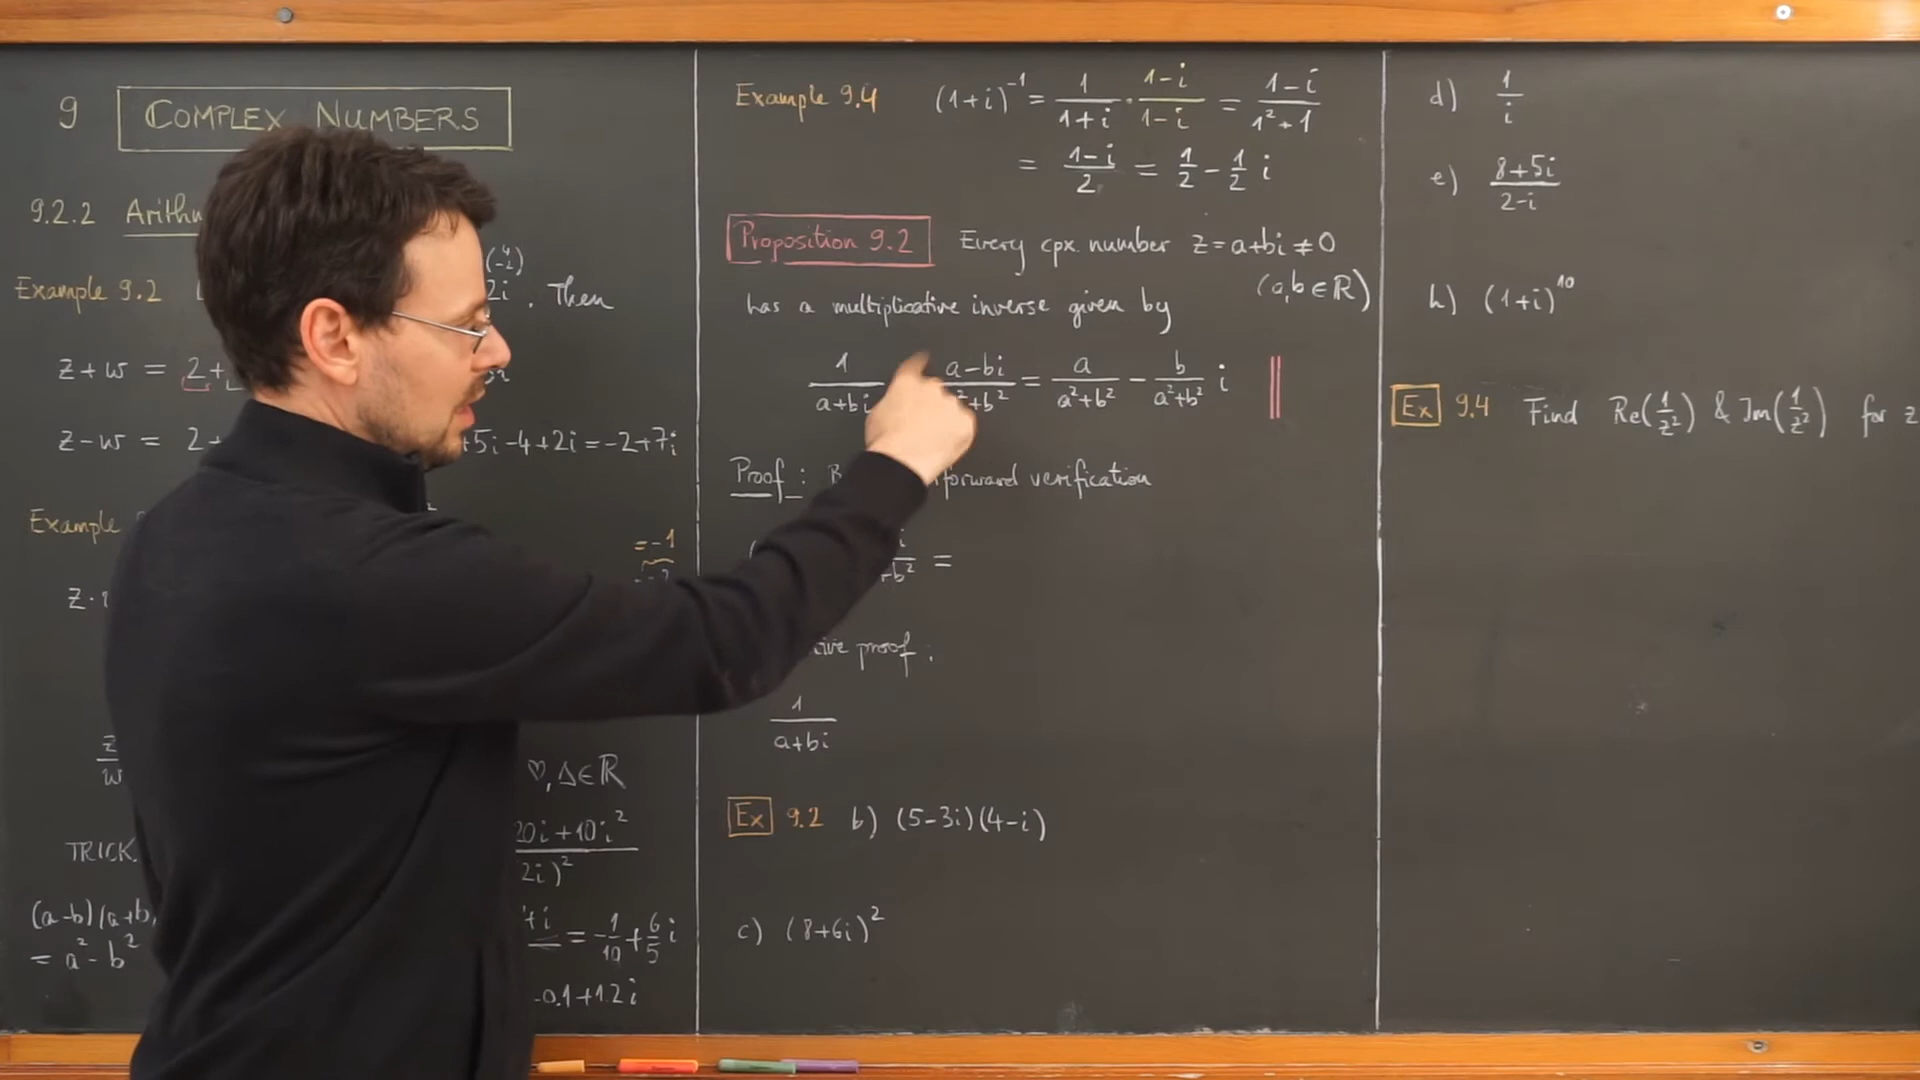 9 COMPLEX NUMBERS
9.2.2
Example 9.2 2i . Then
z+w = 2+
z-w = 2+ +5i-4+2i=-2+7i
Example
=-1
z·
z
w
♡,Δ∈ℝ
TRICK
20i+10i²
2i)²
(a-b)(a+b
= a²-b²
= -1/10 + 6/5 i
-0.1+1.2i
Example 9.4 (1+i)⁻¹ = 1/(1+i) · (1-i)/(1-i) = (1-i)/(1²+1)
= (1-i)/2 = 1/2 - 1/2 i
Proposition 9.2 Every cpx. number z=a+bi≠0
(a,b∈ℝ)
has a multiplicative inverse given by
1/(a+bi) a-bi/ +b² = a/(a²+b²) - b/(a²+b²) i
Proof: forward verification
+b² =
proof:
1/(a+bi)
Ex 9.2 b) (5-3i)(4-i)
c) (8+6i)²
d) 1/i
e) (8+5i)/(2-i)
h) (1+i)¹⁰
Ex 9.4 Find Re(1/z²) & Im(1/z²) for z